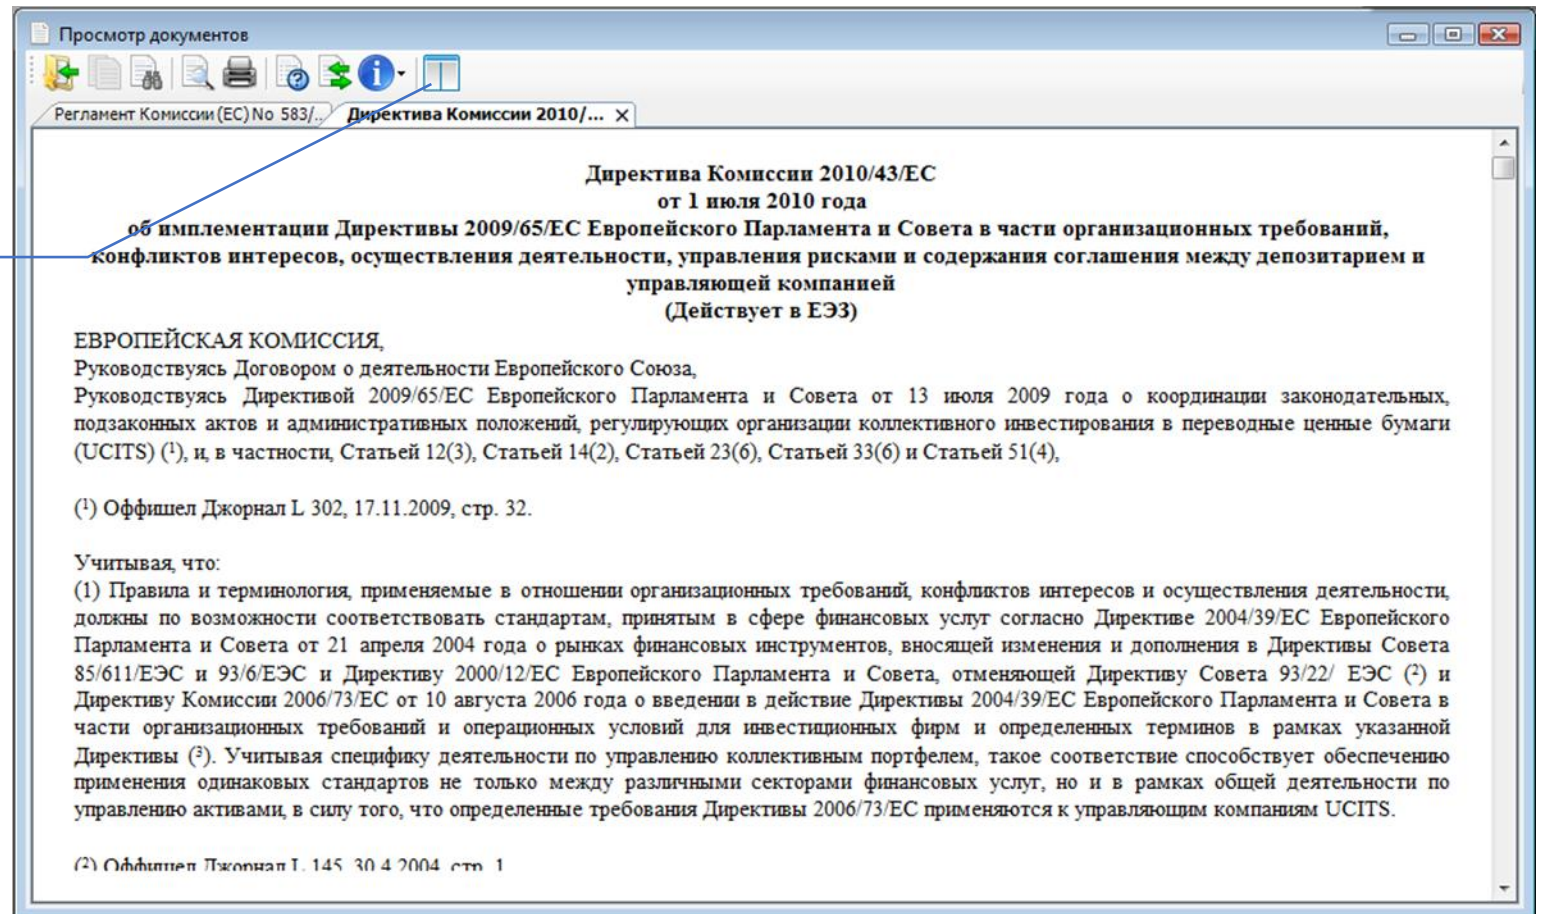 Просмотр документов
Регламент Комиссии (ЕС) No 583/...
Директива Комиссии 2010/... X
Директива Комиссии 2010/43/ЕС
от 1 июля 2010 года
об имплементации Директивы 2009/65/ЕС Европейского Парламента и Совета в части организационных требований,
конфликтов интересов, осуществления деятельности, управления рисками и содержания соглашения между депозитарием и
управляющей компанией
(Действует в ЕЭЗ)
ЕВРОПЕЙСКАЯ КОМИССИЯ,
Руководствуясь Договором о деятельности Европейского Союза,
Руководствуясь Директивой 2009/65/ЕС Европейского Парламента и Совета от 13 июля 2009 года о координации законодательных,
подзаконных актов и административных положений, регулирующих организации коллективного инвестирования в переводные ценные бумаги
(UCITS) (¹), и, в частности, Статьей 12(3), Статьей 14(2), Статьей 23(6), Статьей 33(6) и Статьей 51(4),
(¹) Оффишел Джорнал L 302, 17.11.2009, стр. 32.
Учитывая, что:
(1) Правила и терминология, применяемые в отношении организационных требований, конфликтов интересов и осуществления деятельности,
должны по возможности соответствовать стандартам, принятым в сфере финансовых услуг согласно Директиве 2004/39/ЕС Европейского
Парламента и Совета от 21 апреля 2004 года о рынках финансовых инструментов, вносящей изменения и дополнения в Директивы Совета
85/611/ЕЭС и 93/6/ЕЭС и Директиву 2000/12/ЕС Европейского Парламента и Совета, отменяющей Директиву Совета 93/22/ ЕЭС (²) и
Директиву Комиссии 2006/73/ЕС от 10 августа 2006 года о введении в действие Директивы 2004/39/ЕС Европейского Парламента и Совета в
части организационных требований и операционных условий для инвестиционных фирм и определенных терминов в рамках указанной
Директивы (³). Учитывая специфику деятельности по управлению коллективным портфелем, такое соответствие способствует обеспечению
применения одинаковых стандартов не только между различными секторами финансовых услуг, но и в рамках общей деятельности по
управлению активами, в силу того, что определенные требования Директивы 2006/73/ЕС применяются к управляющим компаниям UCITS.
(²) Оффишел Джорнал L 145, 30.4.2004, стр. 1